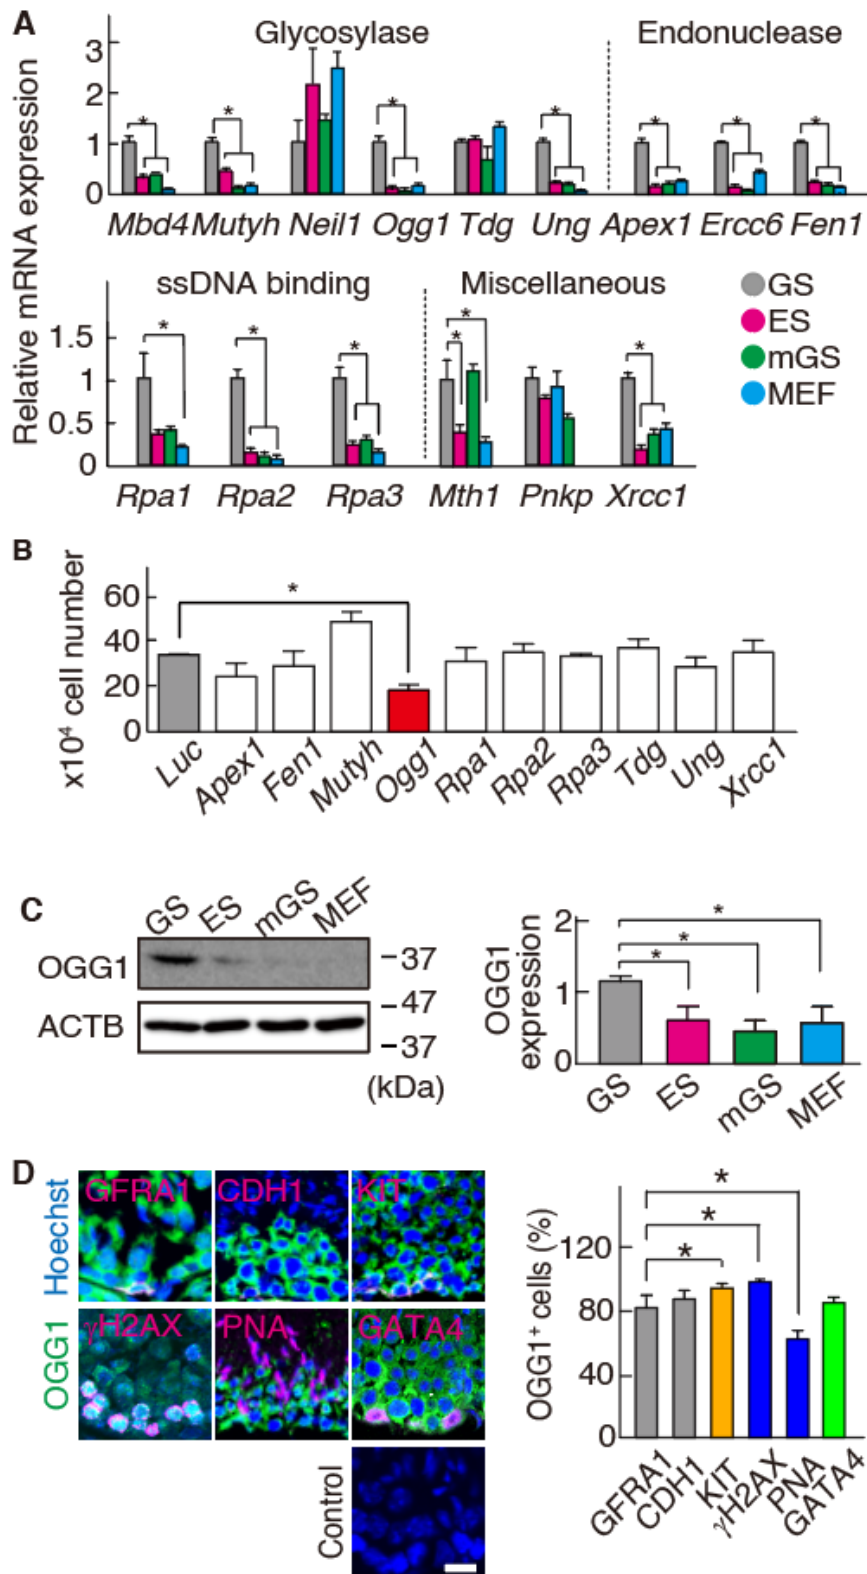 A
Glycosylase
Endonuclease
Relative mRNA expression
3
2
1
0
* * * * * * *
Mbd4 Mutyh Neil1 Ogg1 Tdg Ung Apex1 Ercc6 Fen1
ssDNA binding
Miscellaneous
GS
ES
mGS
MEF
1.5
1
0.5
0
* * * * * *
Rpa1 Rpa2 Rpa3 Mth1 Pnkp Xrcc1
B
x10⁴ cell number
60
40
20
0
*
Luc Apex1 Fen1 Mutyh Ogg1 Rpa1 Rpa2 Rpa3 Tdg Ung Xrcc1
C
GS ES mGS MEF
OGG1
-37
-47
ACTB
-37
(kDa)
OGG1 expression
2
1
0
*
*
*
GS ES mGS MEF
D
OGG1 Hoechst
GFRA1 CDH1 KIT
γH2AX PNA GATA4
Control
OGG1⁺ cells (%)
120
80
40
0
*
*
*
GFRA1 CDH1 KIT γH2AX PNA GATA4